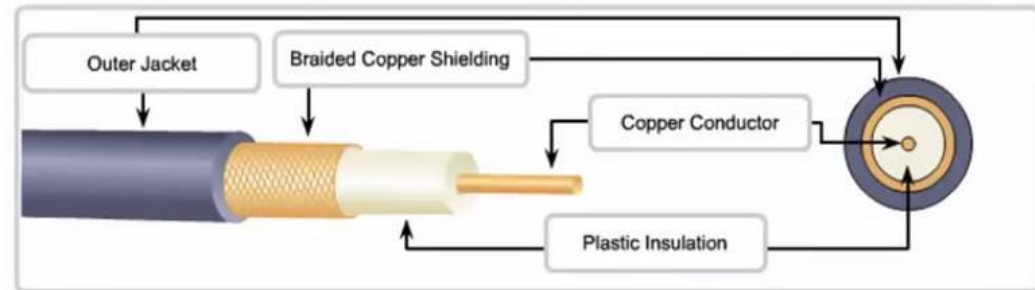 Outer Jacket
Braided Copper Shielding
Copper Conductor
Plastic Insulation